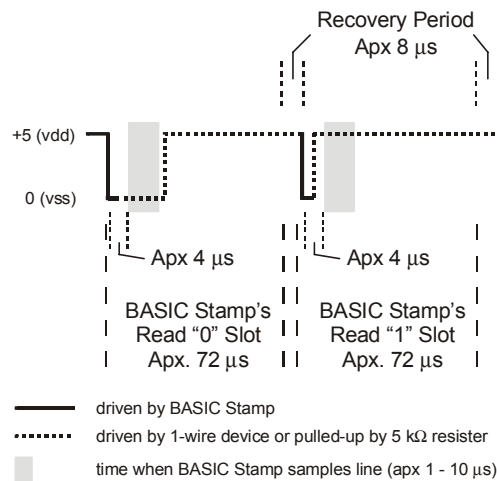 Recovery Period
Apx 8 µs
+5 (vdd)
0 (vss)
Apx 4 µs
Apx 4 µs
BASIC Stamp's
Read “0” Slot
Apx. 72 µs
BASIC Stamp's
Read “1” Slot
Apx. 72 µs
driven by BASIC Stamp
driven by 1-wire device or pulled-up by 5 kΩ resister
time when BASIC Stamp samples line (apx 1 - 10 µs)